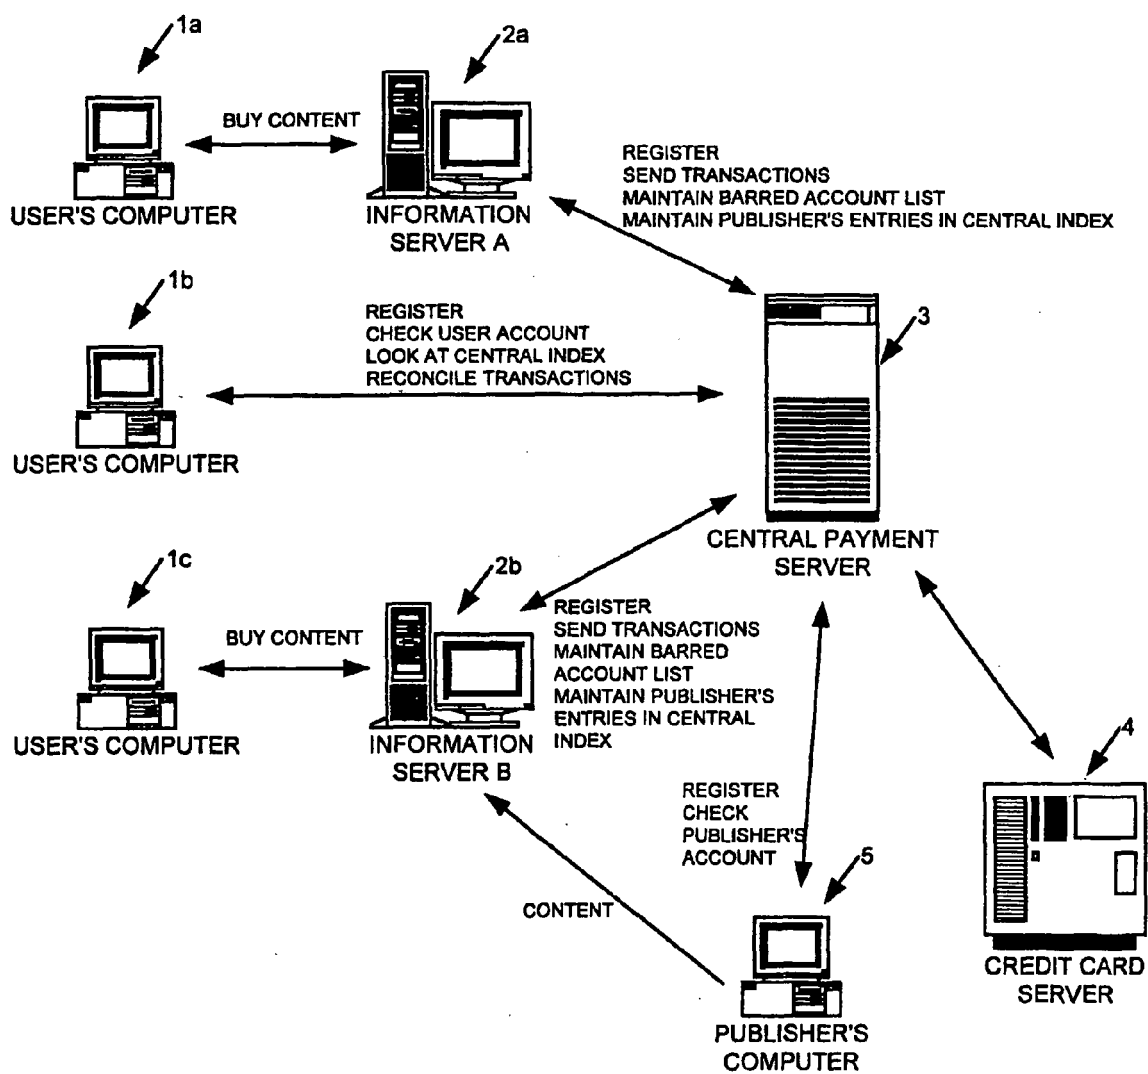 1a
2a
BUY CONTENT
USER'S COMPUTER
INFORMATION
SERVER A
REGISTER
SEND TRANSACTIONS
MAINTAIN BARRED ACCOUNT LIST
MAINTAIN PUBLISHER'S ENTRIES IN CENTRAL INDEX
1b
REGISTER
CHECK USER ACCOUNT
LOOK AT CENTRAL INDEX
RECONCILE TRANSACTIONS
USER'S COMPUTER
3
CENTRAL PAYMENT
SERVER
1c
2b
BUY CONTENT
USER'S COMPUTER
INFORMATION
SERVER B
REGISTER
SEND TRANSACTIONS
MAINTAIN BARRED
ACCOUNT LIST
MAINTAIN PUBLISHER'S
ENTRIES IN CENTRAL
INDEX
REGISTER
CHECK
PUBLISHER'S
ACCOUNT
4
CREDIT CARD
SERVER
CONTENT
5
PUBLISHER'S
COMPUTER